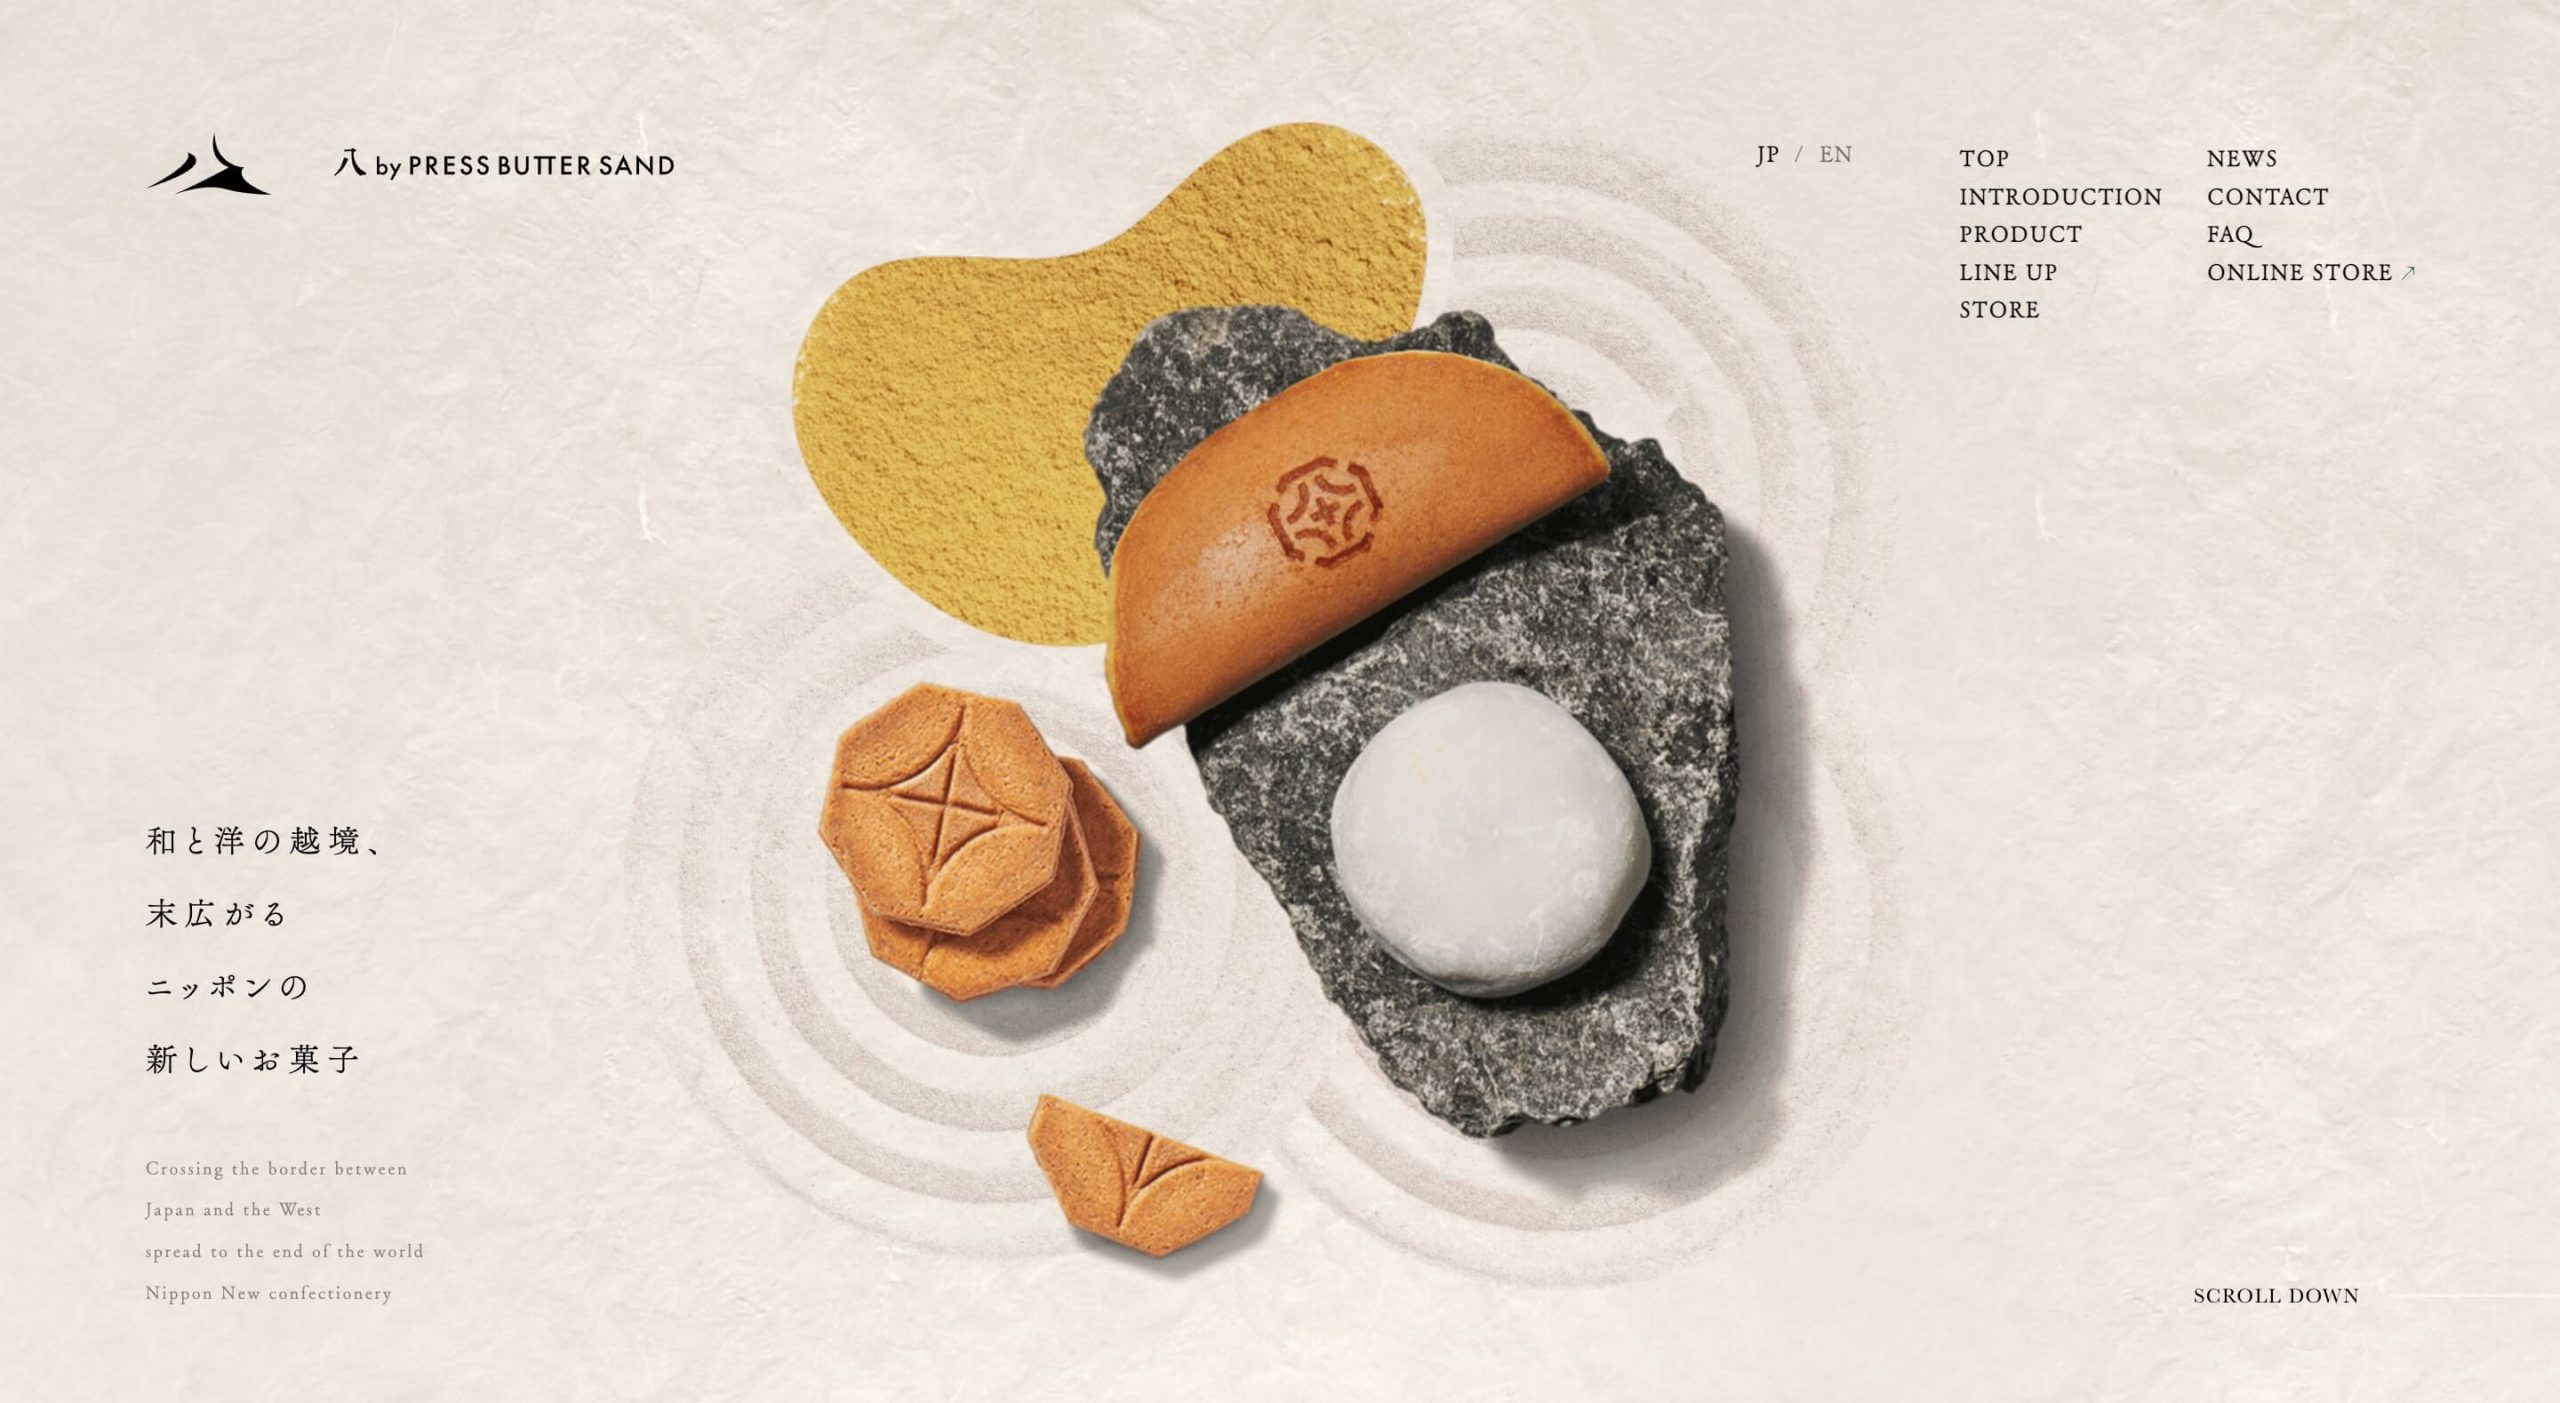 八 by PRESS BUTTER SAND
JP / EN
TOP
INTRODUCTION
PRODUCT
LINE UP
STORE
NEWS
CONTACT
FAQ
ONLINE STORE ↗
和と洋の越境、
末広がる
ニッポンの
新しいお菓子
Crossing the border between
Japan and the West
spread to the end of the world
Nippon New confectionery
SCROLL DOWN